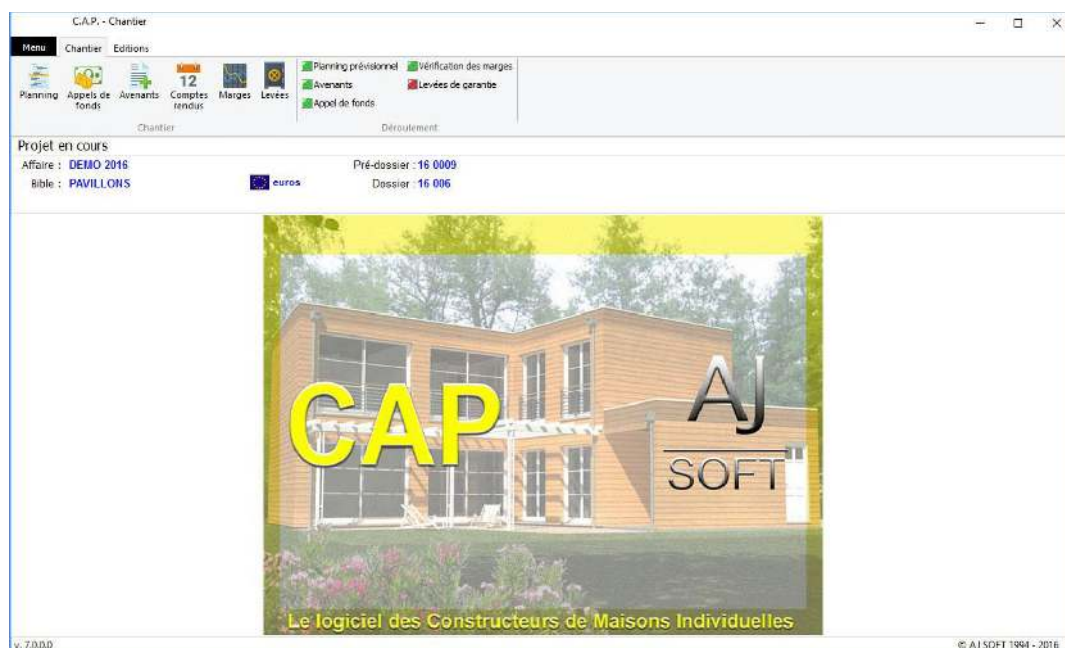 C.A.P. - Chantier
Menu Chantier Editions
Planning Appels de fonds Avenants Comptes rendus Marges Levées
12
Planning prévisionnel Vérification des marges
Avenants Levées de garantie
Appel de fonds
Chantier Déroulement
Projet en cours
Affaire : DEMO 2016 Pré-dossier : 16 0009
Bible : PAVILLONS euros Dossier : 16 006
CAP
AJ
SOFT
Le logiciel des Constructeurs de Maisons Individuelles
v. 7.0.0.0 © AJ SOFT 1994 - 2016